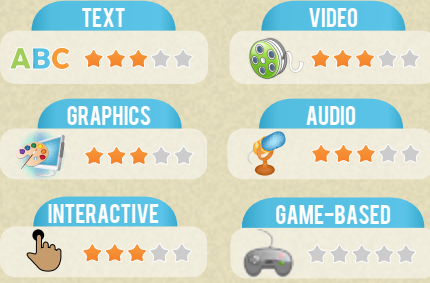 TEXT
VIDEO
ABC
GRAPHICS
AUDIO
INTERACTIVE
GAME-BASED